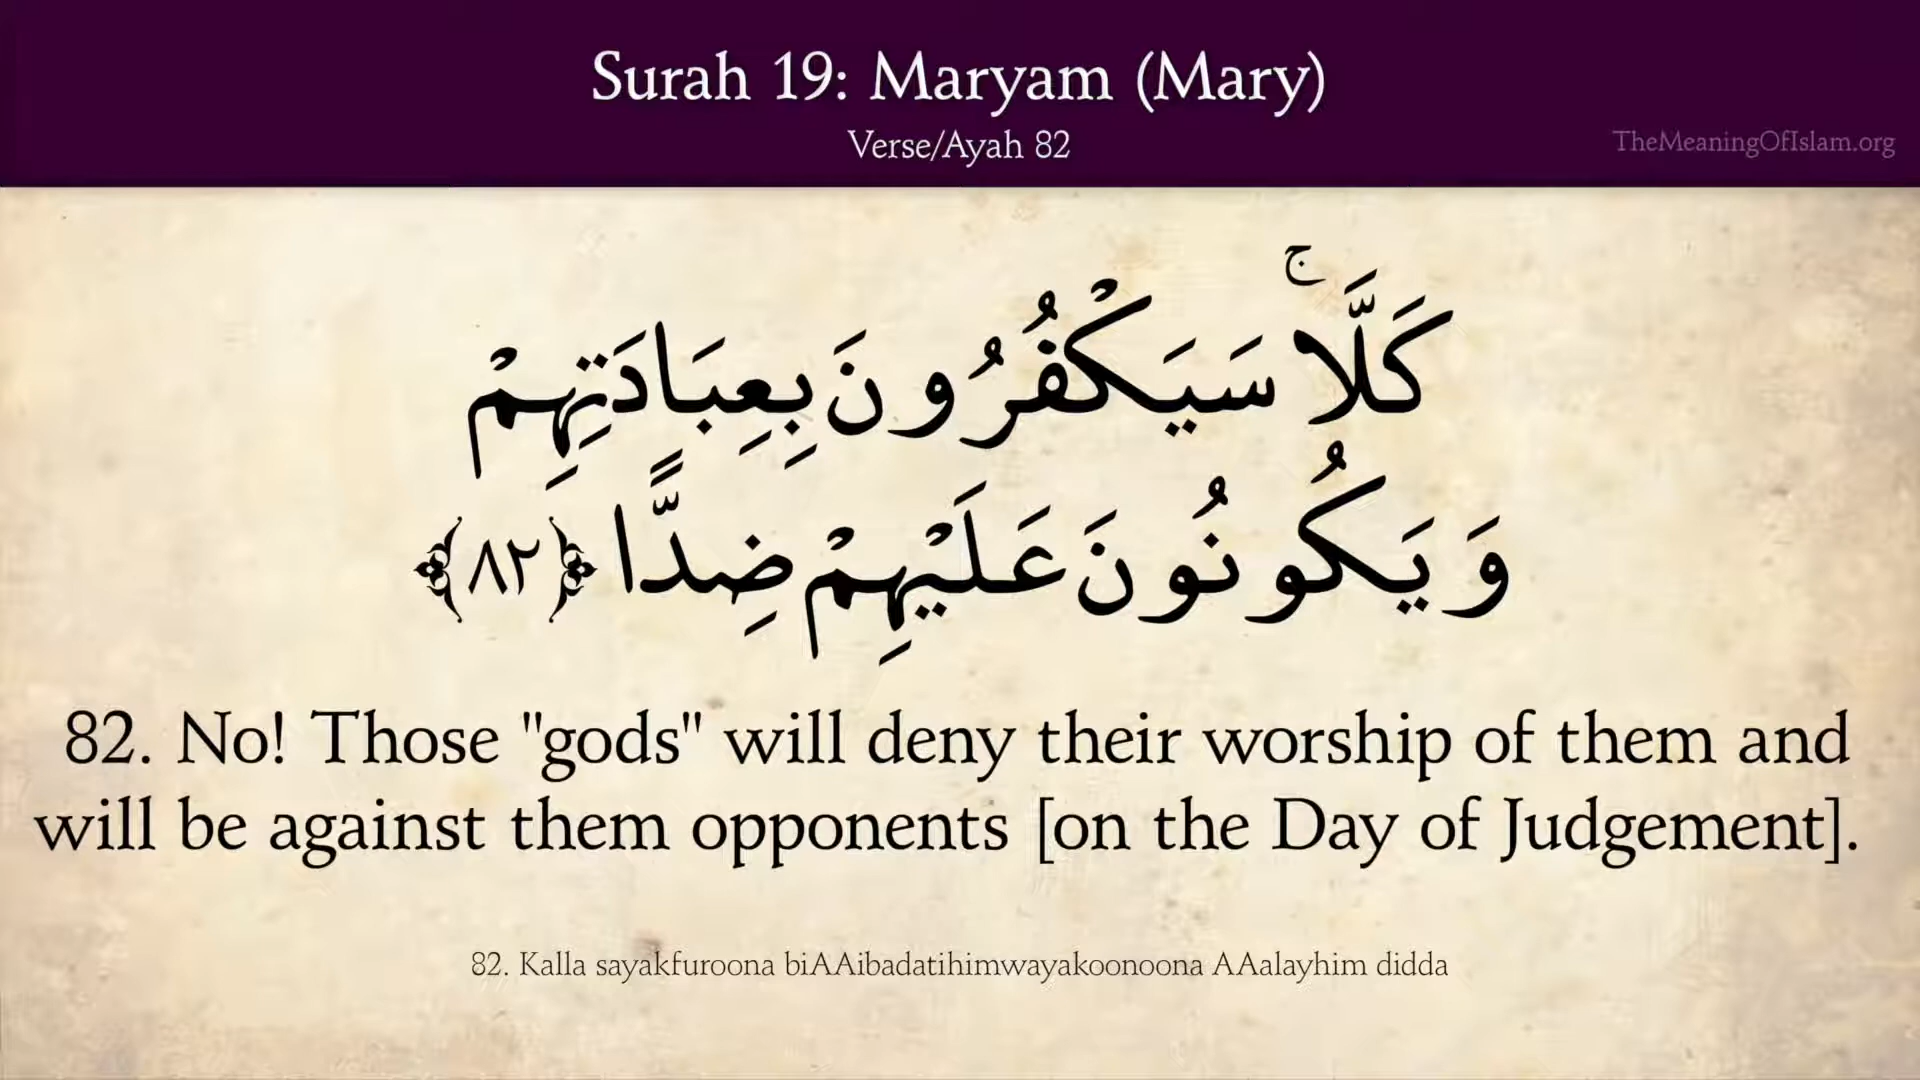 Surah 19: Maryam (Mary)
Verse/Ayah 82
TheMeaningOfIslam.org
كَلَّا ۚ سَيَكْفُرُونَ بِعِبَادَتِهِمْ
وَيَكُونُونَ عَلَيْهِمْ ضِدًّا ﴿٨٢﴾
82. No! Those "gods" will deny their worship of them and
will be against them opponents [on the Day of Judgement].
82. Kalla sayakfuroona biAAibadatihimwayakoonoona AAalayhim didda